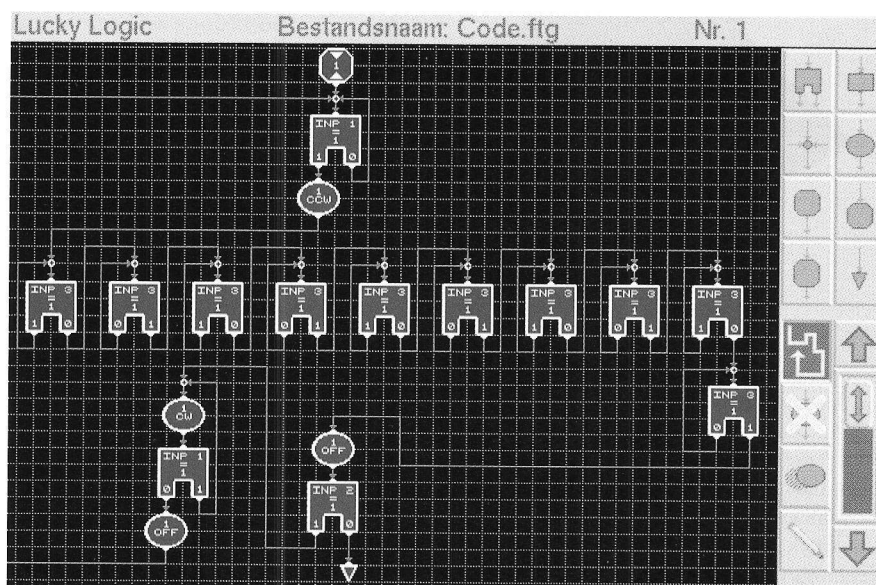 Lucky Logic Bestandsnaam: Code.ftg Nr. 1
1
INP 1
=
1
1 0
1
CCW
INP 3 INP 3 INP 3 INP 3 INP 3 INP 3 INP 3 INP 3 INP 3
= = = = = = = = =
1 1 1 1 1 1 1 1 1
1 0 0 1 1 0 0 1 1 0 0 1 1 0 0 1 1 0
1
CW
INP 3
=
1
0 1
1
OFF
INP 1
=
1
0 1
INP 2
=
1
1 0
1
OFF